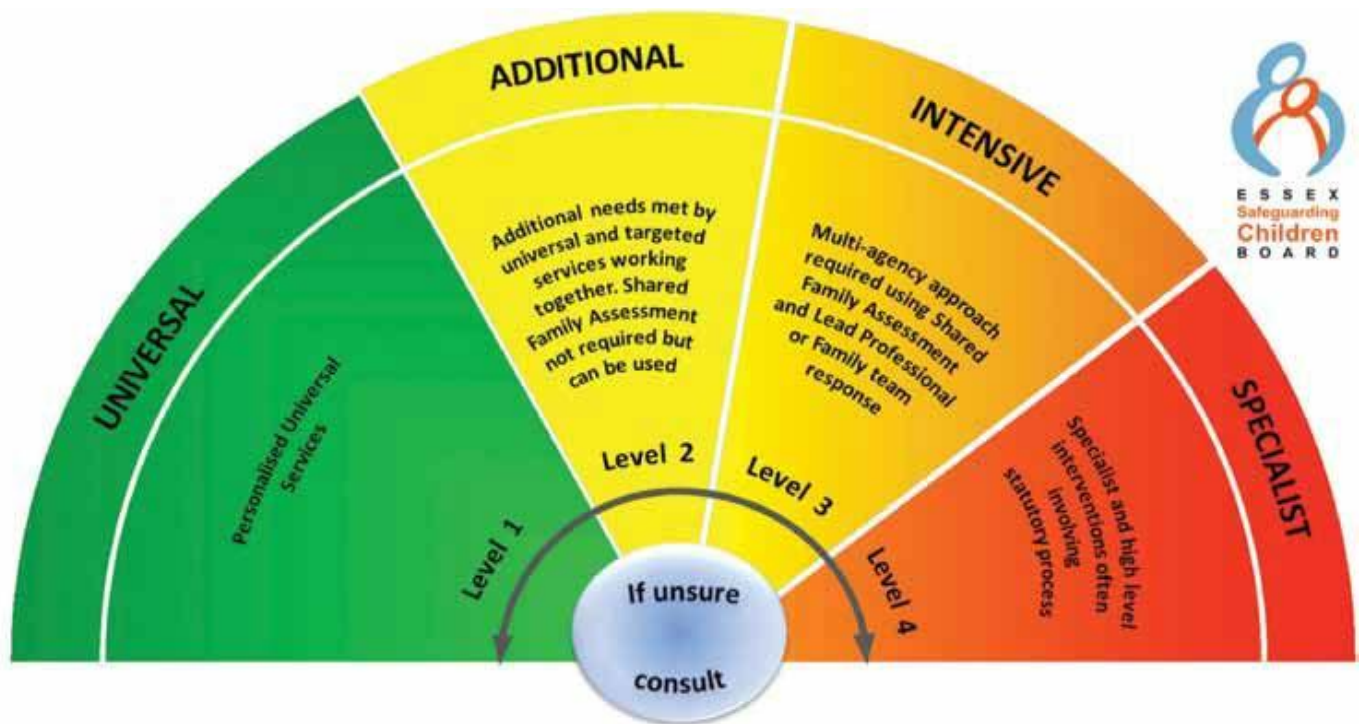 UNIVERSAL
Personalised Universal
Services
Level 1
ADDITIONAL
Additional needs met by
universal and targeted
services working
together. Shared
Family Assessment
not required but
can be used
Level 2
INTENSIVE
Multi-agency approach
required using Shared
Family Assessment
and Lead Professional
or Family team
response
Level 3
SPECIALIST
Specialist and high level
interventions often
involving
statutory process
Level 4
If unsure
consult
ESSEX
Safeguarding
Children
BOARD